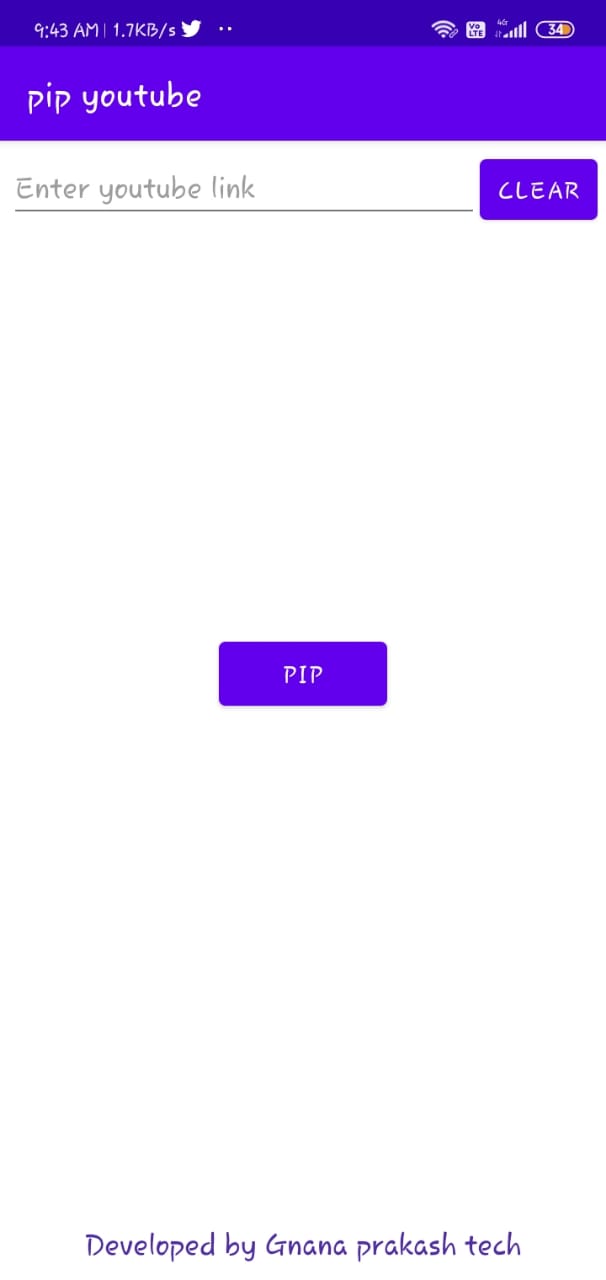 9:43 AM | 1.7KB/s 4G VO LTE 34
pip youtube
Enter youtube link CLEAR
PIP
Developed by Gnana prakash tech